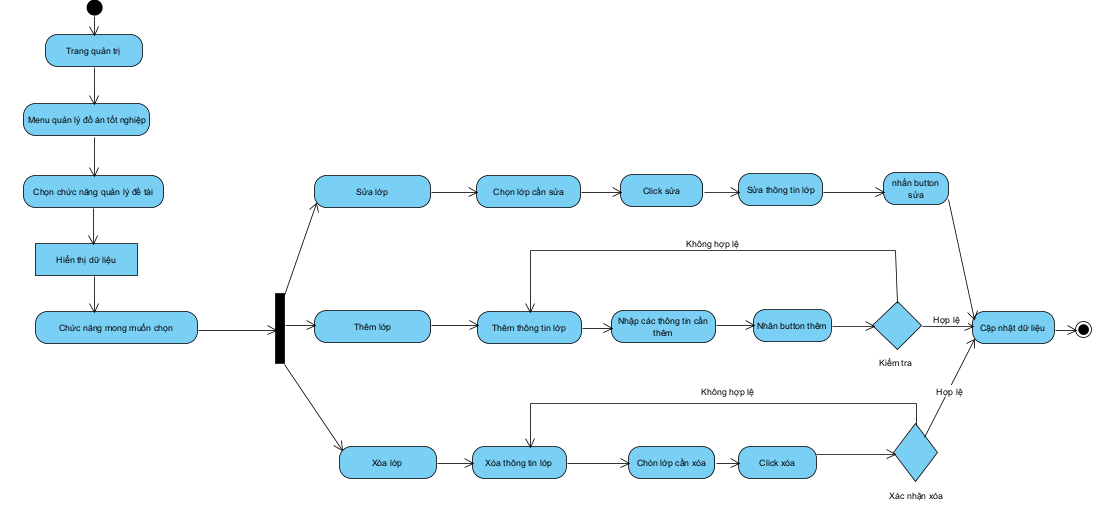 Trang quản trị
Menu quản lý đồ án tốt nghiệp
Chọn chức năng quản lý đề tài
Hiển thị dữ liệu
Chức năng mong muốn chọn
Sửa lớp
Chọn lớp cần sửa
Click sửa
Sửa thông tin lớp
nhấn button
sửa
Không hợp lệ
Thêm lớp
Thêm thông tin lớp
Nhập các thông tin cần
thêm
Nhấn button thêm
Hợp lệ
Cập nhật dữ liệu
Kiểm tra
Không hợp lệ
Hợp lệ
Xòa lớp
Xóa thông tin lớp
Chón lớp cần xóa
Click xóa
Xác nhận xóa